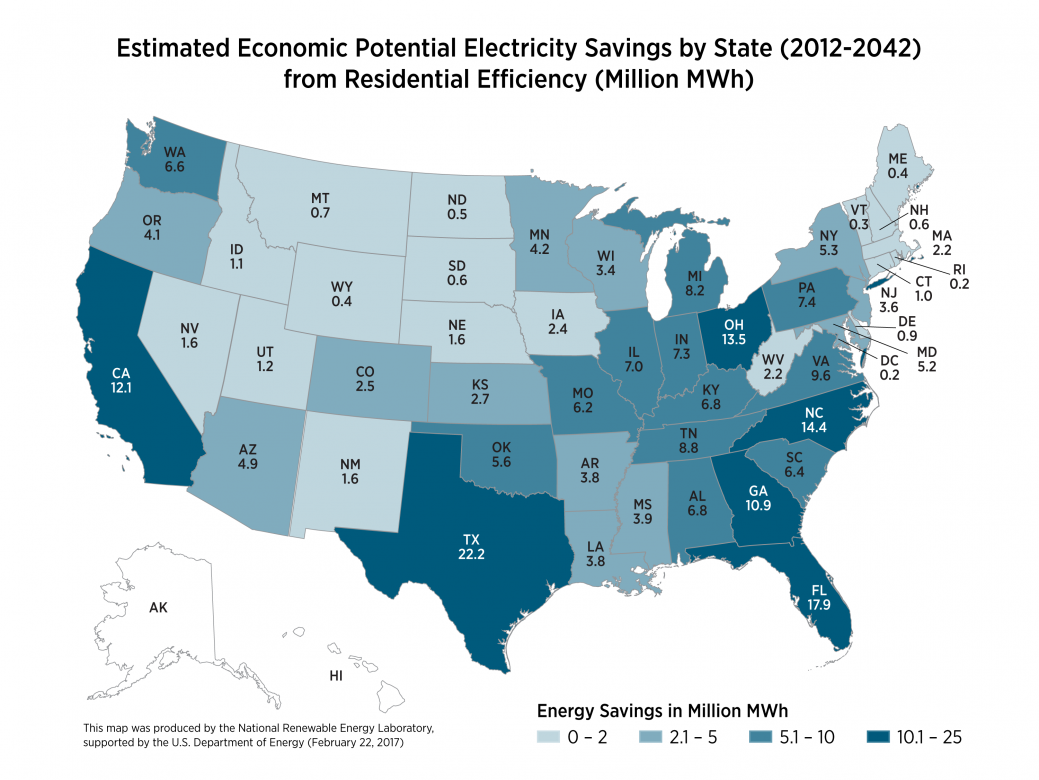 Estimated Economic Potential Electricity Savings by State (2012-2042)
from Residential Efficiency (Million MWh)
WA
6.6
OR
4.1
CA
12.1
ID
1.1
NV
1.6
MT
0.7
WY
0.4
UT
1.2
AZ
4.9
CO
2.5
NM
1.6
ND
0.5
SD
0.6
NE
1.6
KS
2.7
OK
5.6
TX
22.2
MN
4.2
IA
2.4
MO
6.2
AR
3.8
LA
3.8
WI
3.4
IL
7.0
MI
8.2
IN
7.3
OH
13.5
KY
6.8
TN
8.8
MS
3.9
AL
6.8
GA
10.9
FL
17.9
SC
6.4
NC
14.4
VA
9.6
WV
2.2
PA
7.4
NY
5.3
ME
0.4
VT
0.3
NH
0.6
MA
2.2
RI
0.2
CT
1.0
NJ
3.6
DE
0.9
MD
5.2
DC
0.2
AK
HI
This map was produced by the National Renewable Energy Laboratory,
supported by the U.S. Department of Energy (February 22, 2017)
Energy Savings in Million MWh
0 – 2
2.1 – 5
5.1 – 10
10.1 – 25